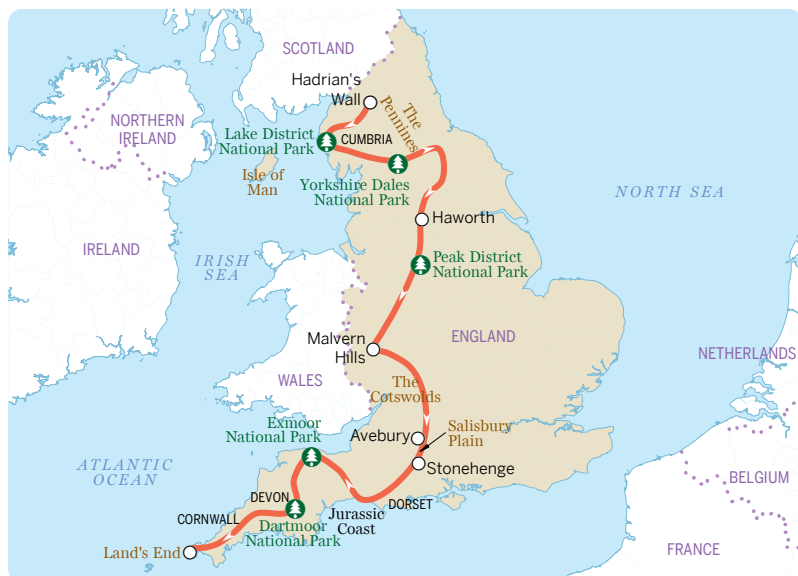 SCOTLAND
Hadrian's
Wall
The
Pennines
NORTHERN
IRELAND
Lake District
National Park
CUMBRIA
Isle of
Man
Yorkshire Dales
National Park
NORTH SEA
Haworth
IRELAND
IRISH
SEA
Peak District
National Park
Malvern
Hills
ENGLAND
NETHERLANDS
WALES
The
Cotswolds
Exmoor
National Park
Avebury
Salisbury
Plain
Stonehenge
ATLANTIC
OCEAN
BELGIUM
DEVON
DORSET
Jurassic
Coast
CORNWALL
Dartmoor
National Park
Land's End
FRANCE